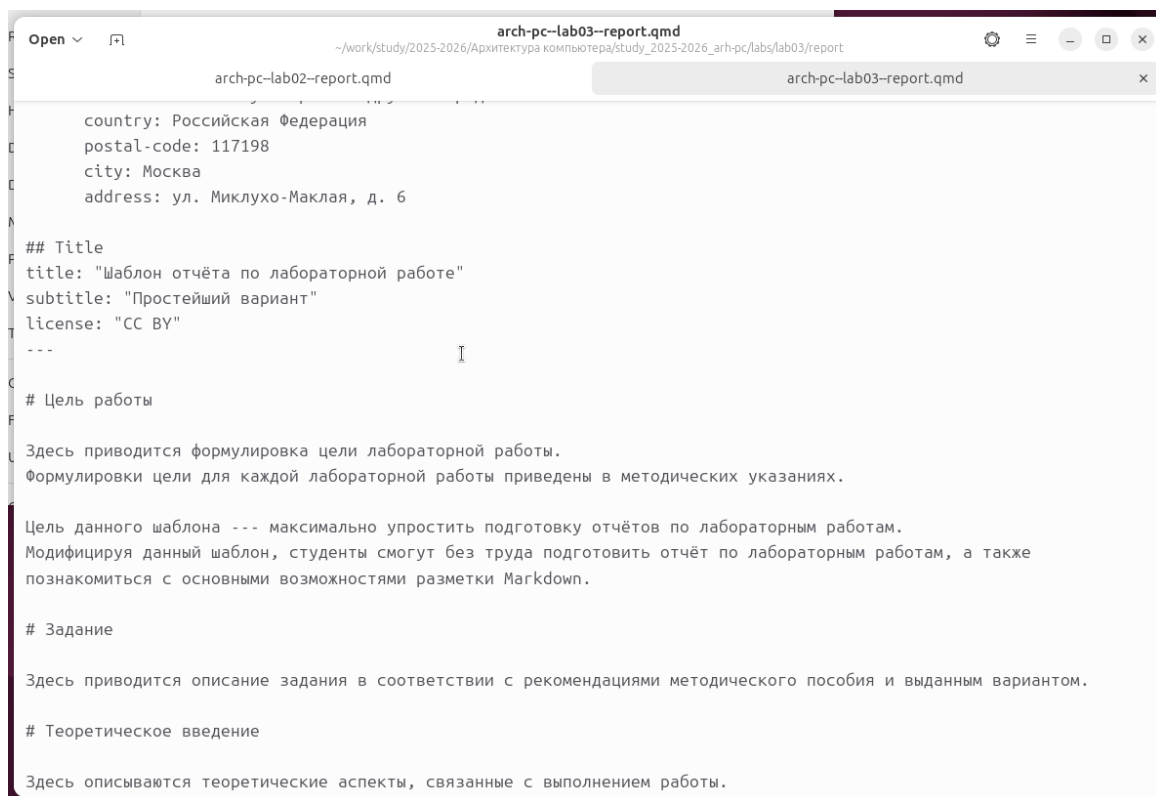 Open
arch-pc--lab03--report.qmd
~/work/study/2025-2026/Архитектура компьютера/study_2025-2026_arh-pc/labs/lab03/report
arch-pc--lab02--report.qmd
arch-pc--lab03--report.qmd
country: Российская Федерация
postal-code: 117198
city: Москва
address: ул. Миклухо-Маклая, д. 6
## Title
title: "Шаблон отчёта по лабораторной работе"
subtitle: "Простейший вариант"
license: "CC BY"
---
# Цель работы
Здесь приводится формулировка цели лабораторной работы.
Формулировки цели для каждой лабораторной работы приведены в методических указаниях.
Цель данного шаблона --- максимально упростить подготовку отчётов по лабораторным работам.
Модифицируя данный шаблон, студенты смогут без труда подготовить отчёт по лабораторным работам, а также
познакомиться с основными возможностями разметки Markdown.
# Задание
Здесь приводится описание задания в соответствии с рекомендациями методического пособия и выданным вариантом.
# Теоретическое введение
Здесь описываются теоретические аспекты, связанные с выполнением работы.